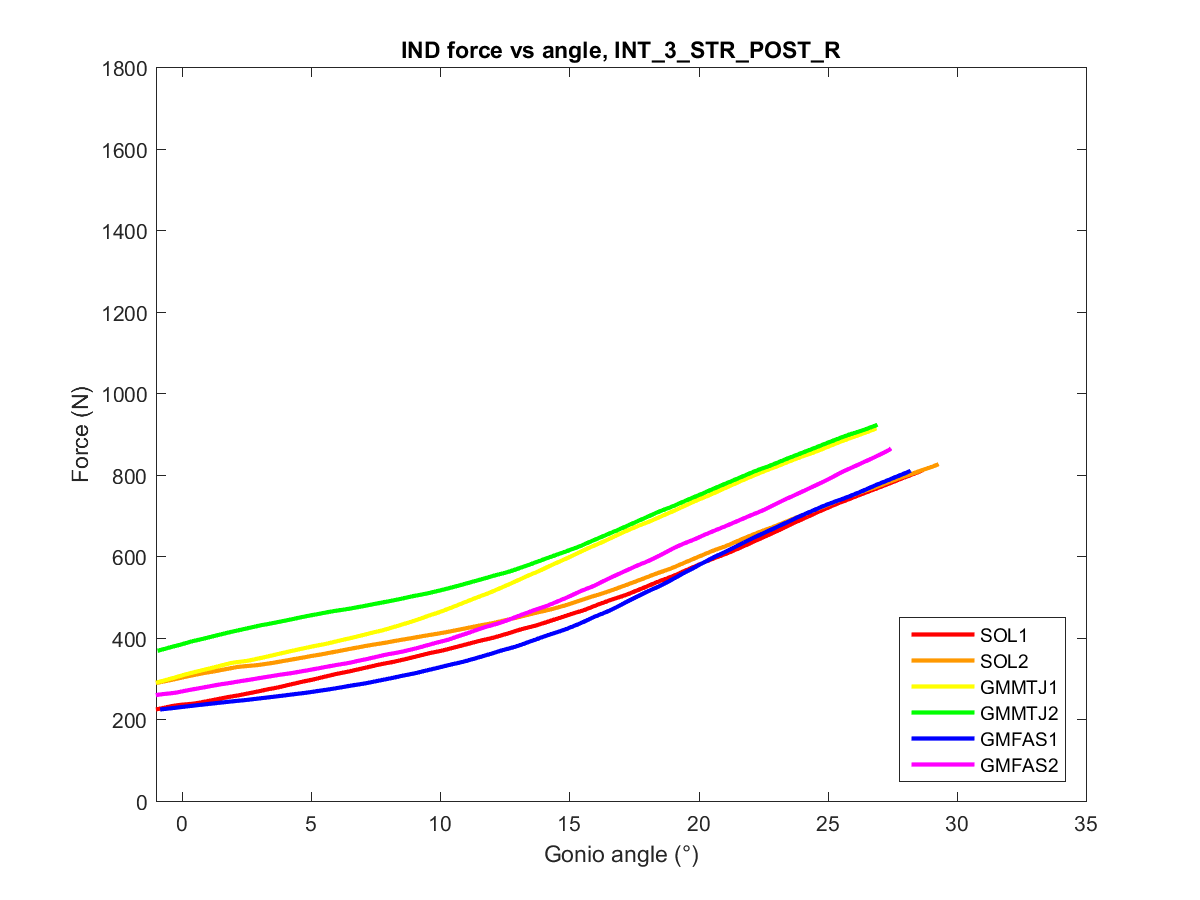 IND force vs angle, INT_3_STR_POST_R
1800
1600
1400
1200
1000
800
600
400
200
0
Force (N)
0 5 10 15 20 25 30 35
Gonio angle (°)
SOL1
SOL2
GMMTJ1
GMMTJ2
GMFAS1
GMFAS2